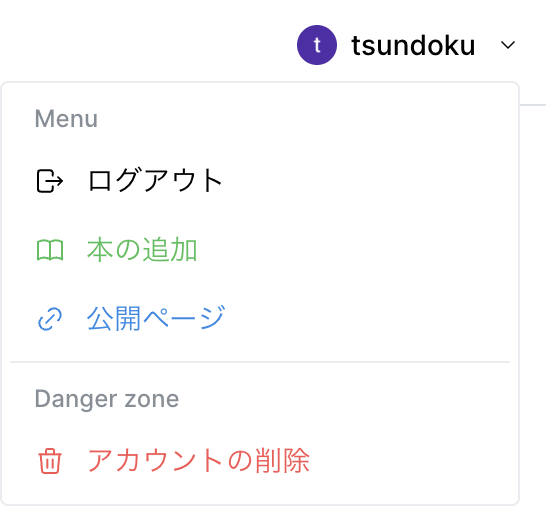 t tsundoku
Menu
ログアウト
本の追加
公開ページ
Danger zone
アカウントの削除